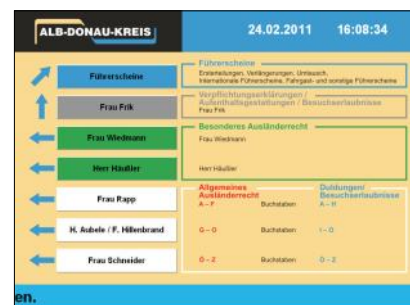 ALB-DONAU-KREIS
24.02.2011 16:08:34
Führerscheine
Führerscheine
Ersterteilungen, Verlängerungen, Umtausch,
Internationale Führerscheine, Fahrgast- und sonstige Führerscheine
Frau Frik
Verpflichtungserklärungen /
Aufenthaltsgestattungen / Besuchserlaubnisse
Frau Frik
Frau Wiedmann
Besonderes Ausländerrecht
Frau Wiedmann
Herr Häußler
Herr Häußler
Frau Rapp
Allgemeines Ausländerrecht
Duldungen/ Besuchserlaubnisse
A – F Buchstaben A – H
H. Aubele / F. Hillenbrand
G – O Buchstaben I – O
Frau Schneider
O – Z Buchstaben O – Z
en.